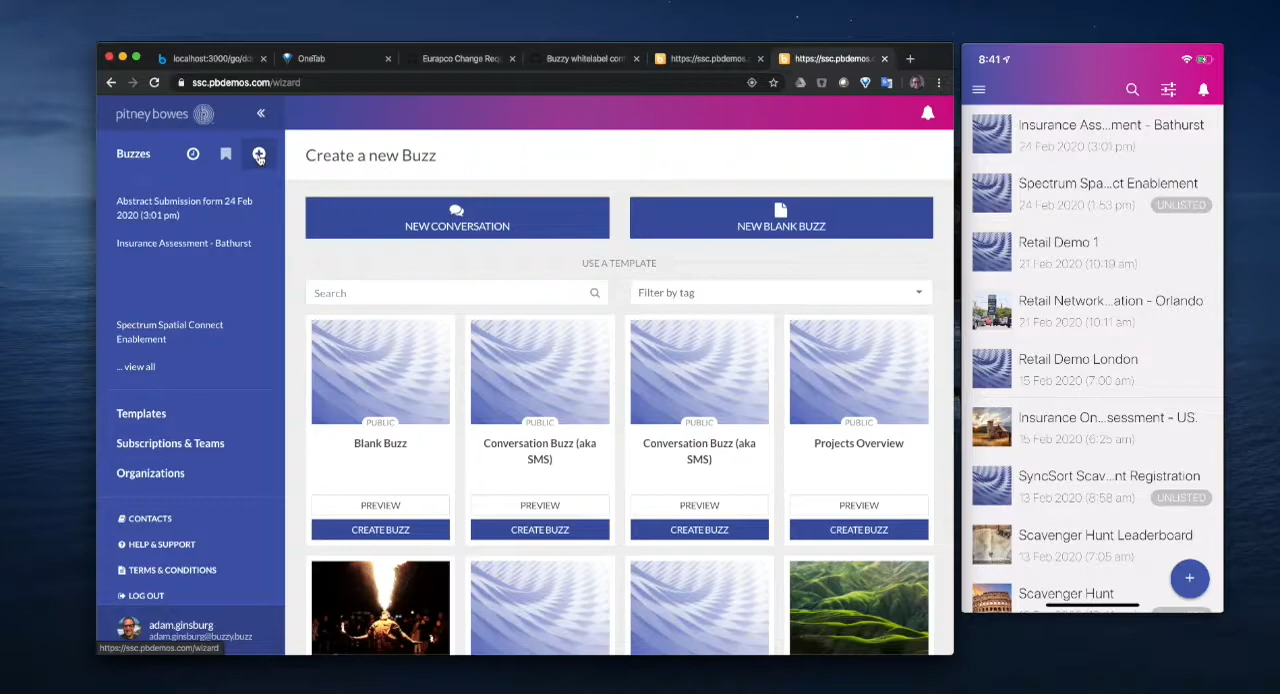 localhost:3000/go/dd
OneTab
Eurapco Change Req
Buzzy whitelabel con
https://ssc.pbdemos.
https://ssc.pbdemos.
ssc.pbdemos.com/wizard
pitney bowes
Buzzes
Abstract Submission form 24 Feb
2020 (3:01 pm)
Insurance Assessment - Bathurst
Spectrum Spatial Connect
Enablement
... view all
Templates
Subscriptions & Teams
Organizations
CONTACTS
HELP & SUPPORT
TERMS & CONDITIONS
LOG OUT
adam.ginsburg
adam.ginsburg@buzzy.buzz
https://ssc.pbdemos.com/wizard
Create a new Buzz
NEW CONVERSATION
NEW BLANK BUZZ
USE A TEMPLATE
Search
Filter by tag
PUBLIC
PUBLIC
PUBLIC
PUBLIC
Blank Buzz
Conversation Buzz (aka
SMS)
Conversation Buzz (aka
SMS)
Projects Overview
PREVIEW
PREVIEW
PREVIEW
PREVIEW
CREATE BUZZ
CREATE BUZZ
CREATE BUZZ
CREATE BUZZ
8:41
Insurance Ass...ment - Bathurst
24 Feb 2020 (3:01 pm)
Spectrum Spa...ct Enablement
24 Feb 2020 (1:53 pm)
UNLISTED
Retail Demo 1
21 Feb 2020 (10:19 am)
Retail Network...ation - Orlando
21 Feb 2020 (10:11 am)
Retail Demo London
15 Feb 2020 (7:00 am)
Insurance On...sessment - US.
15 Feb 2020 (6:25 am)
SyncSort Scav...nt Registration
13 Feb 2020 (8:58 am)
UNLISTED
Scavenger Hunt Leaderboard
13 Feb 2020 (7:05 am)
Scavenger Hunt